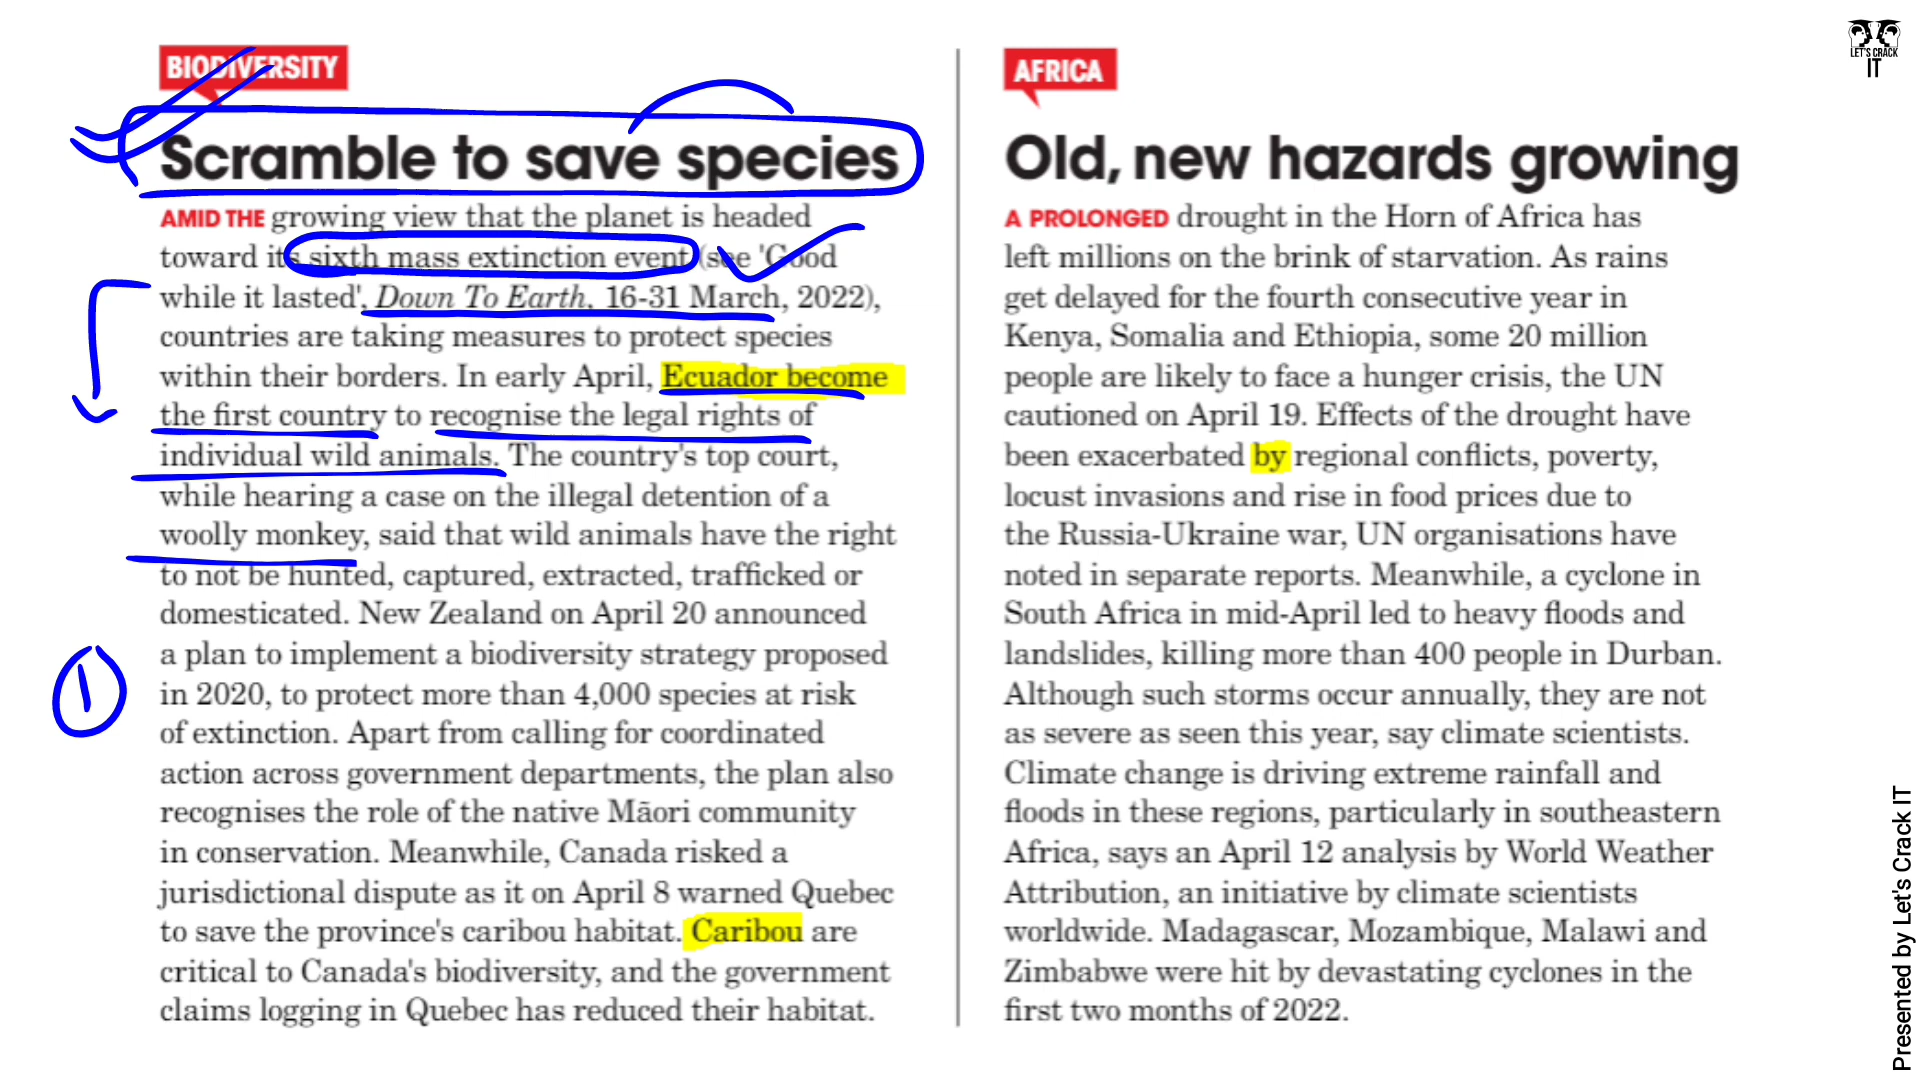 BIODIVERSITY
Scramble to save species
AMID THE growing view that the planet is headed
toward its sixth mass extinction event (see 'Good
while it lasted', Down To Earth, 16-31 March, 2022),
countries are taking measures to protect species
within their borders. In early April, Ecuador become
the first country to recognise the legal rights of
individual wild animals. The country's top court,
while hearing a case on the illegal detention of a
woolly monkey, said that wild animals have the right
to not be hunted, captured, extracted, trafficked or
domesticated. New Zealand on April 20 announced
a plan to implement a biodiversity strategy proposed
in 2020, to protect more than 4,000 species at risk
of extinction. Apart from calling for coordinated
action across government departments, the plan also
recognises the role of the native Māori community
in conservation. Meanwhile, Canada risked a
jurisdictional dispute as it on April 8 warned Quebec
to save the province's caribou habitat. Caribou are
critical to Canada's biodiversity, and the government
claims logging in Quebec has reduced their habitat.
1
AFRICA
Old, new hazards growing
A PROLONGED drought in the Horn of Africa has
left millions on the brink of starvation. As rains
get delayed for the fourth consecutive year in
Kenya, Somalia and Ethiopia, some 20 million
people are likely to face a hunger crisis, the UN
cautioned on April 19. Effects of the drought have
been exacerbated by regional conflicts, poverty,
locust invasions and rise in food prices due to
the Russia-Ukraine war, UN organisations have
noted in separate reports. Meanwhile, a cyclone in
South Africa in mid-April led to heavy floods and
landslides, killing more than 400 people in Durban.
Although such storms occur annually, they are not
as severe as seen this year, say climate scientists.
Climate change is driving extreme rainfall and
floods in these regions, particularly in southeastern
Africa, says an April 12 analysis by World Weather
Attribution, an initiative by climate scientists
worldwide. Madagascar, Mozambique, Malawi and
Zimbabwe were hit by devastating cyclones in the
first two months of 2022.
LET'S CRACK
IT
Presented by Let's Crack IT